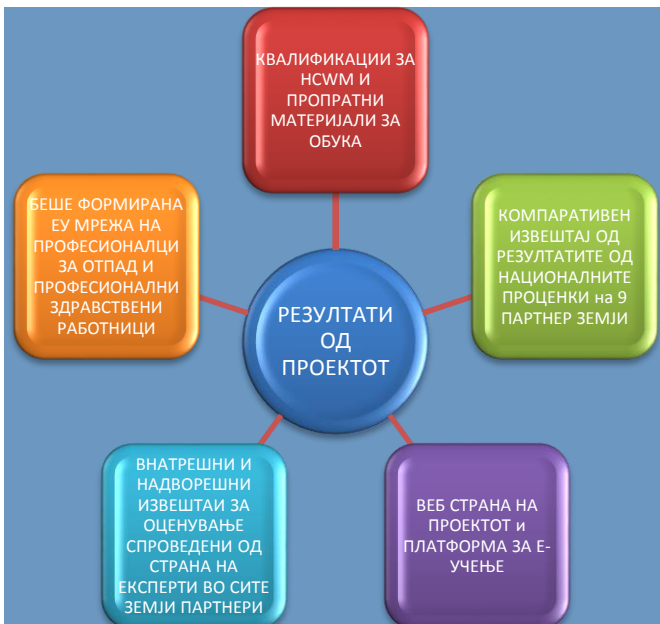 КВАЛИФИКАЦИИ ЗА
HCWM И
ПРОПРАТНИ
МАТЕРИЈАЛИ ЗА
ОБУКА
БЕШЕ ФОРМИРАНА
ЕУ МРЕЖА НА
ПРОФЕСИОНАЛЦИ
ЗА ОТПАД И
ПРОФЕСИОНАЛНИ
ЗДРАВСТВЕНИ
РАБОТНИЦИ
КОМПАРАТИВЕН
ИЗВЕШТАЈ ОД
РЕЗУЛТАТИТЕ ОД
НАЦИОНАЛНИТЕ
ПРОЦЕНКИ на 9
ПАРТНЕР ЗЕМЈИ
РЕЗУЛТАТИ
ОД
ПРОЕКТОТ
ВНАТРЕШНИ И
НАДВОРЕШНИ
ИЗВЕШТАИ ЗА
ОЦЕНУВАЊЕ
СПРОВЕДЕНИ ОД
СТРАНА НА
ЕКСПЕРТИ ВО СИТЕ
ЗЕМЈИ ПАРТНЕРИ
ВЕБ СТРАНА НА
ПРОЕКТОТ и
ПЛАТФОРМА ЗА Е-
УЧЕЊЕ